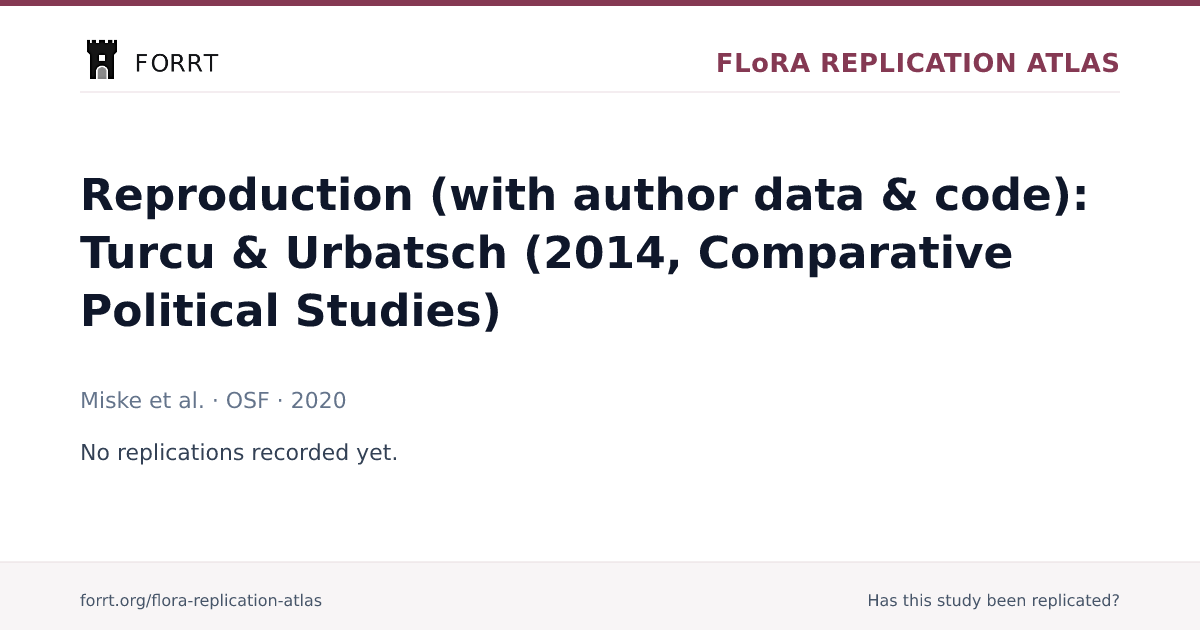 FORRT
FLoRA REPLICATION ATLAS
Reproduction (with author data & code):
Turcu & Urbatsch (2014, Comparative
Political Studies)
Miske et al. · OSF · 2020
No replications recorded yet.
forrt.org/flora-replication-atlas
Has this study been replicated?